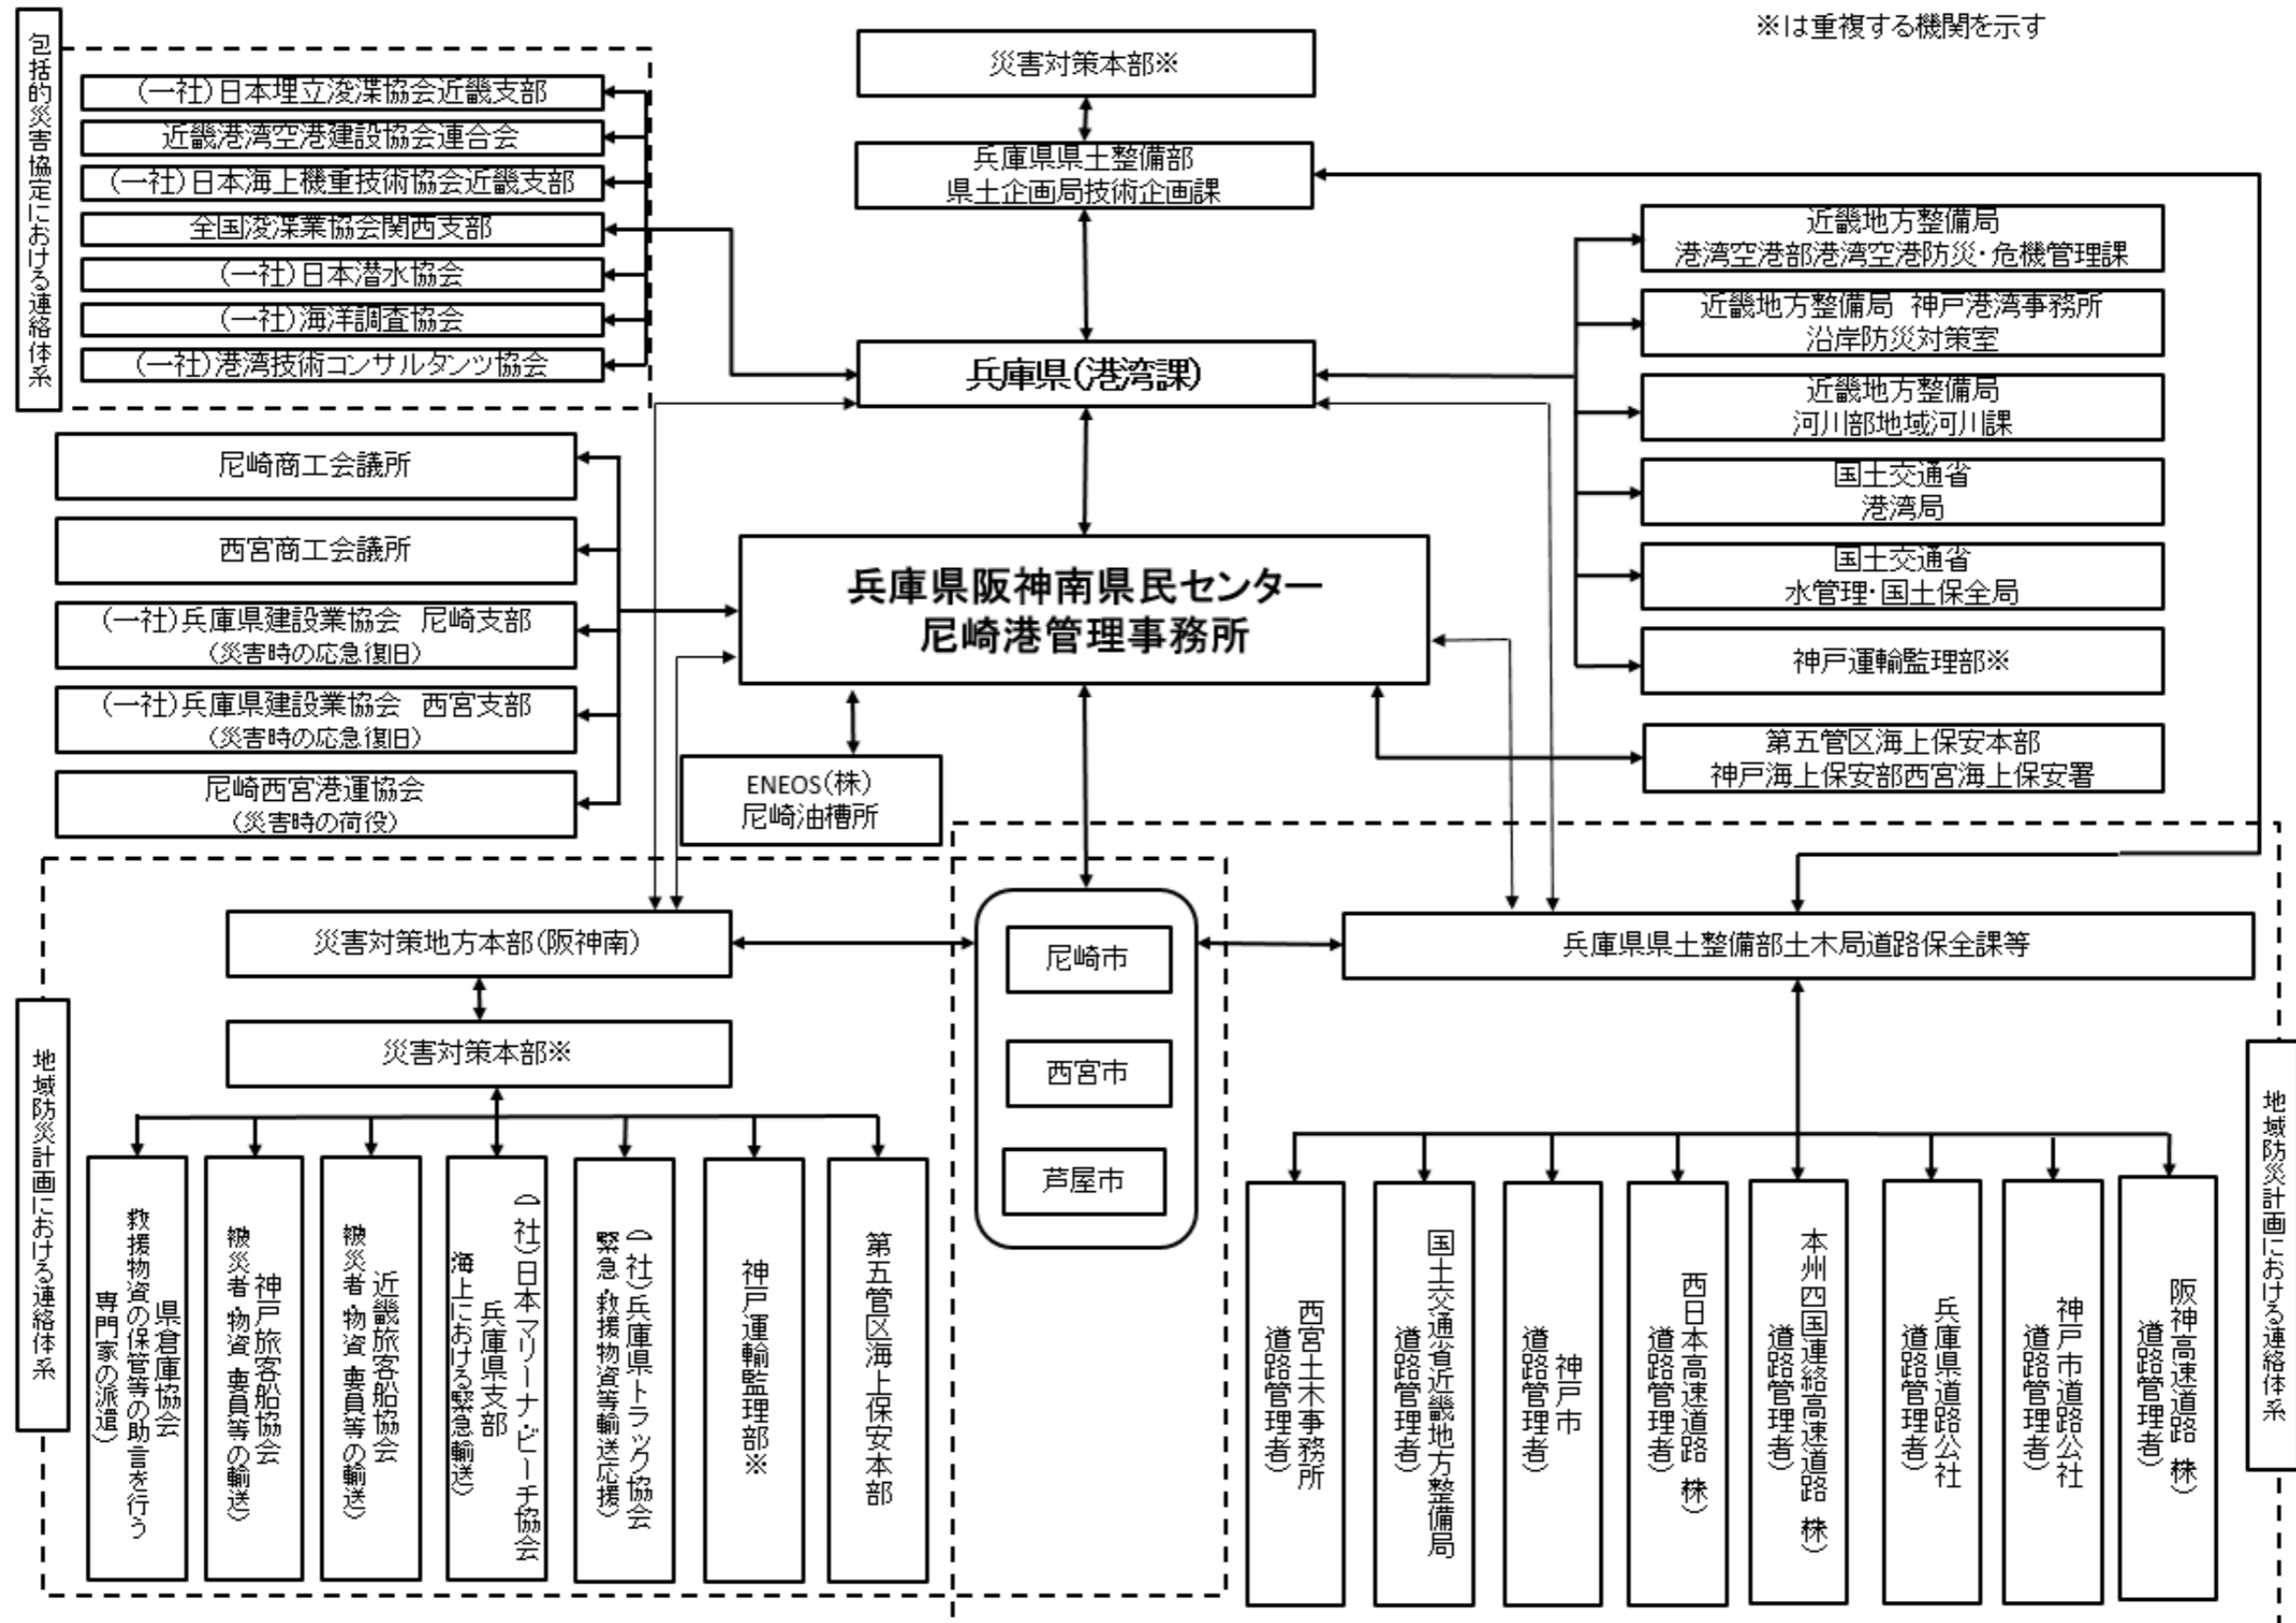 ※は重複する機関を示す
包括的災害協定における連絡体系
(一社)日本埋立浚渫協会近畿支部
近畿港湾空港建設協会連合会
(一社)日本海上機重技術協会近畿支部
全国浚渫業協会関西支部
(一社)日本潜水協会
(一社)海洋調査協会
(一社)港湾技術コンサルタンツ協会
災害対策本部※
兵庫県県土整備部
県土企画局技術企画課
兵庫県(港湾課)
近畿地方整備局
港湾空港部港湾空港防災・危機管理課
近畿地方整備局 神戸港湾事務所
沿岸防災対策室
近畿地方整備局
河川部地域河川課
国土交通省
港湾局
国土交通省
水管理・国土保全局
神戸運輸監理部※
第五管区海上保安本部
神戸海上保安部西宮海上保安署
尼崎商工会議所
西宮商工会議所
(一社)兵庫県建設業協会 尼崎支部
(災害時の応急復旧)
(一社)兵庫県建設業協会 西宮支部
(災害時の応急復旧)
尼崎西宮港運協会
(災害時の荷役)
兵庫県阪神南県民センター
尼崎港管理事務所
ENEOS(株)
尼崎油槽所
地域防災計画における連絡体系
災害対策地方本部(阪神南)
災害対策本部※
県倉庫協会
救援物資の保管等の助言を行う
専門家の派遣)
神戸旅客船協会
被災者・物資・要員等の輸送)
近畿旅客船協会
被災者・物資・要員等の輸送)
(一社)日本マリーナ・ビーチ協会
兵庫県支部
海上における緊急輸送)
(一社)兵庫県トラック協会
緊急・救援物資等輸送応援)
神戸運輸監理部※
第五管区海上保安本部
尼崎市
西宮市
芦屋市
兵庫県県土整備部土木局道路保全課等
西宮土木事務所
道路管理者)
国土交通省近畿地方整備局
道路管理者)
神戸市
道路管理者)
西日本高速道路(株)
道路管理者)
本州四国連絡高速道路(株)
道路管理者)
兵庫県道路公社
道路管理者)
神戸市道路公社
道路管理者)
阪神高速道路(株)
道路管理者)
地域防災計画における連絡体系